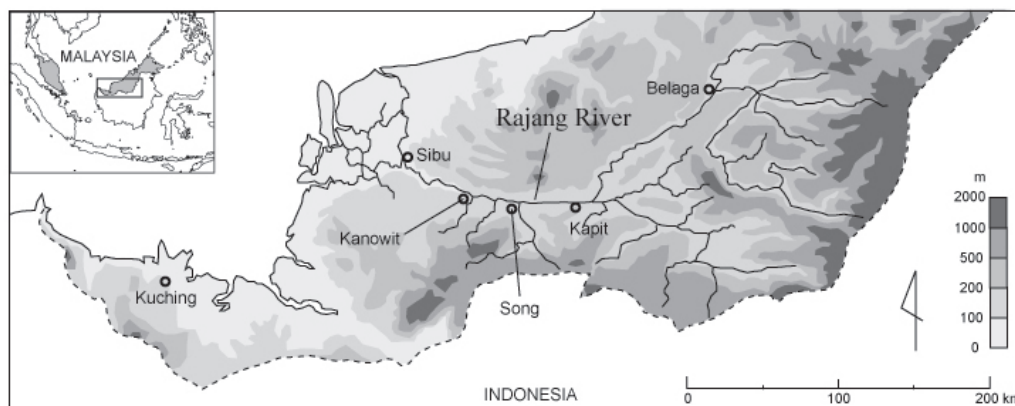 MALAYSIA
Belaga
Rajang River
Sibu
Kanowit
Kapit
Song
Kuching
INDONESIA
m
2000
1000
500
200
100
0
0 100 200 km